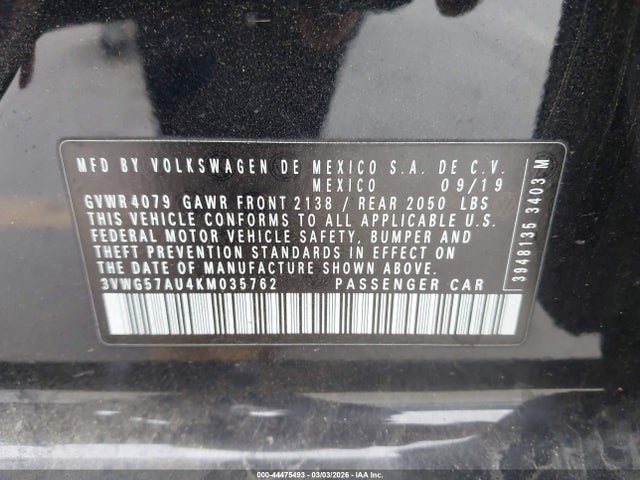 MFD BY VOLKSWAGEN DE MEXICO S.A. DE C.V.
MEXICO 09/19
GVWR 4079 GAWR FRONT 2138 / REAR 2050 LBS
THIS VEHICLE CONFORMS TO ALL APPLICABLE U.S.
FEDERAL MOTOR VEHICLE SAFETY, BUMPER AND
THEFT PREVENTION STANDARDS IN EFFECT ON
THE DATE OF MANUFACTURE SHOWN ABOVE.
3VWG57AU4KM035762 PASSENGER CAR
3948135 3403 M
000-44475493 - 03/03/2026 - IAA Inc.